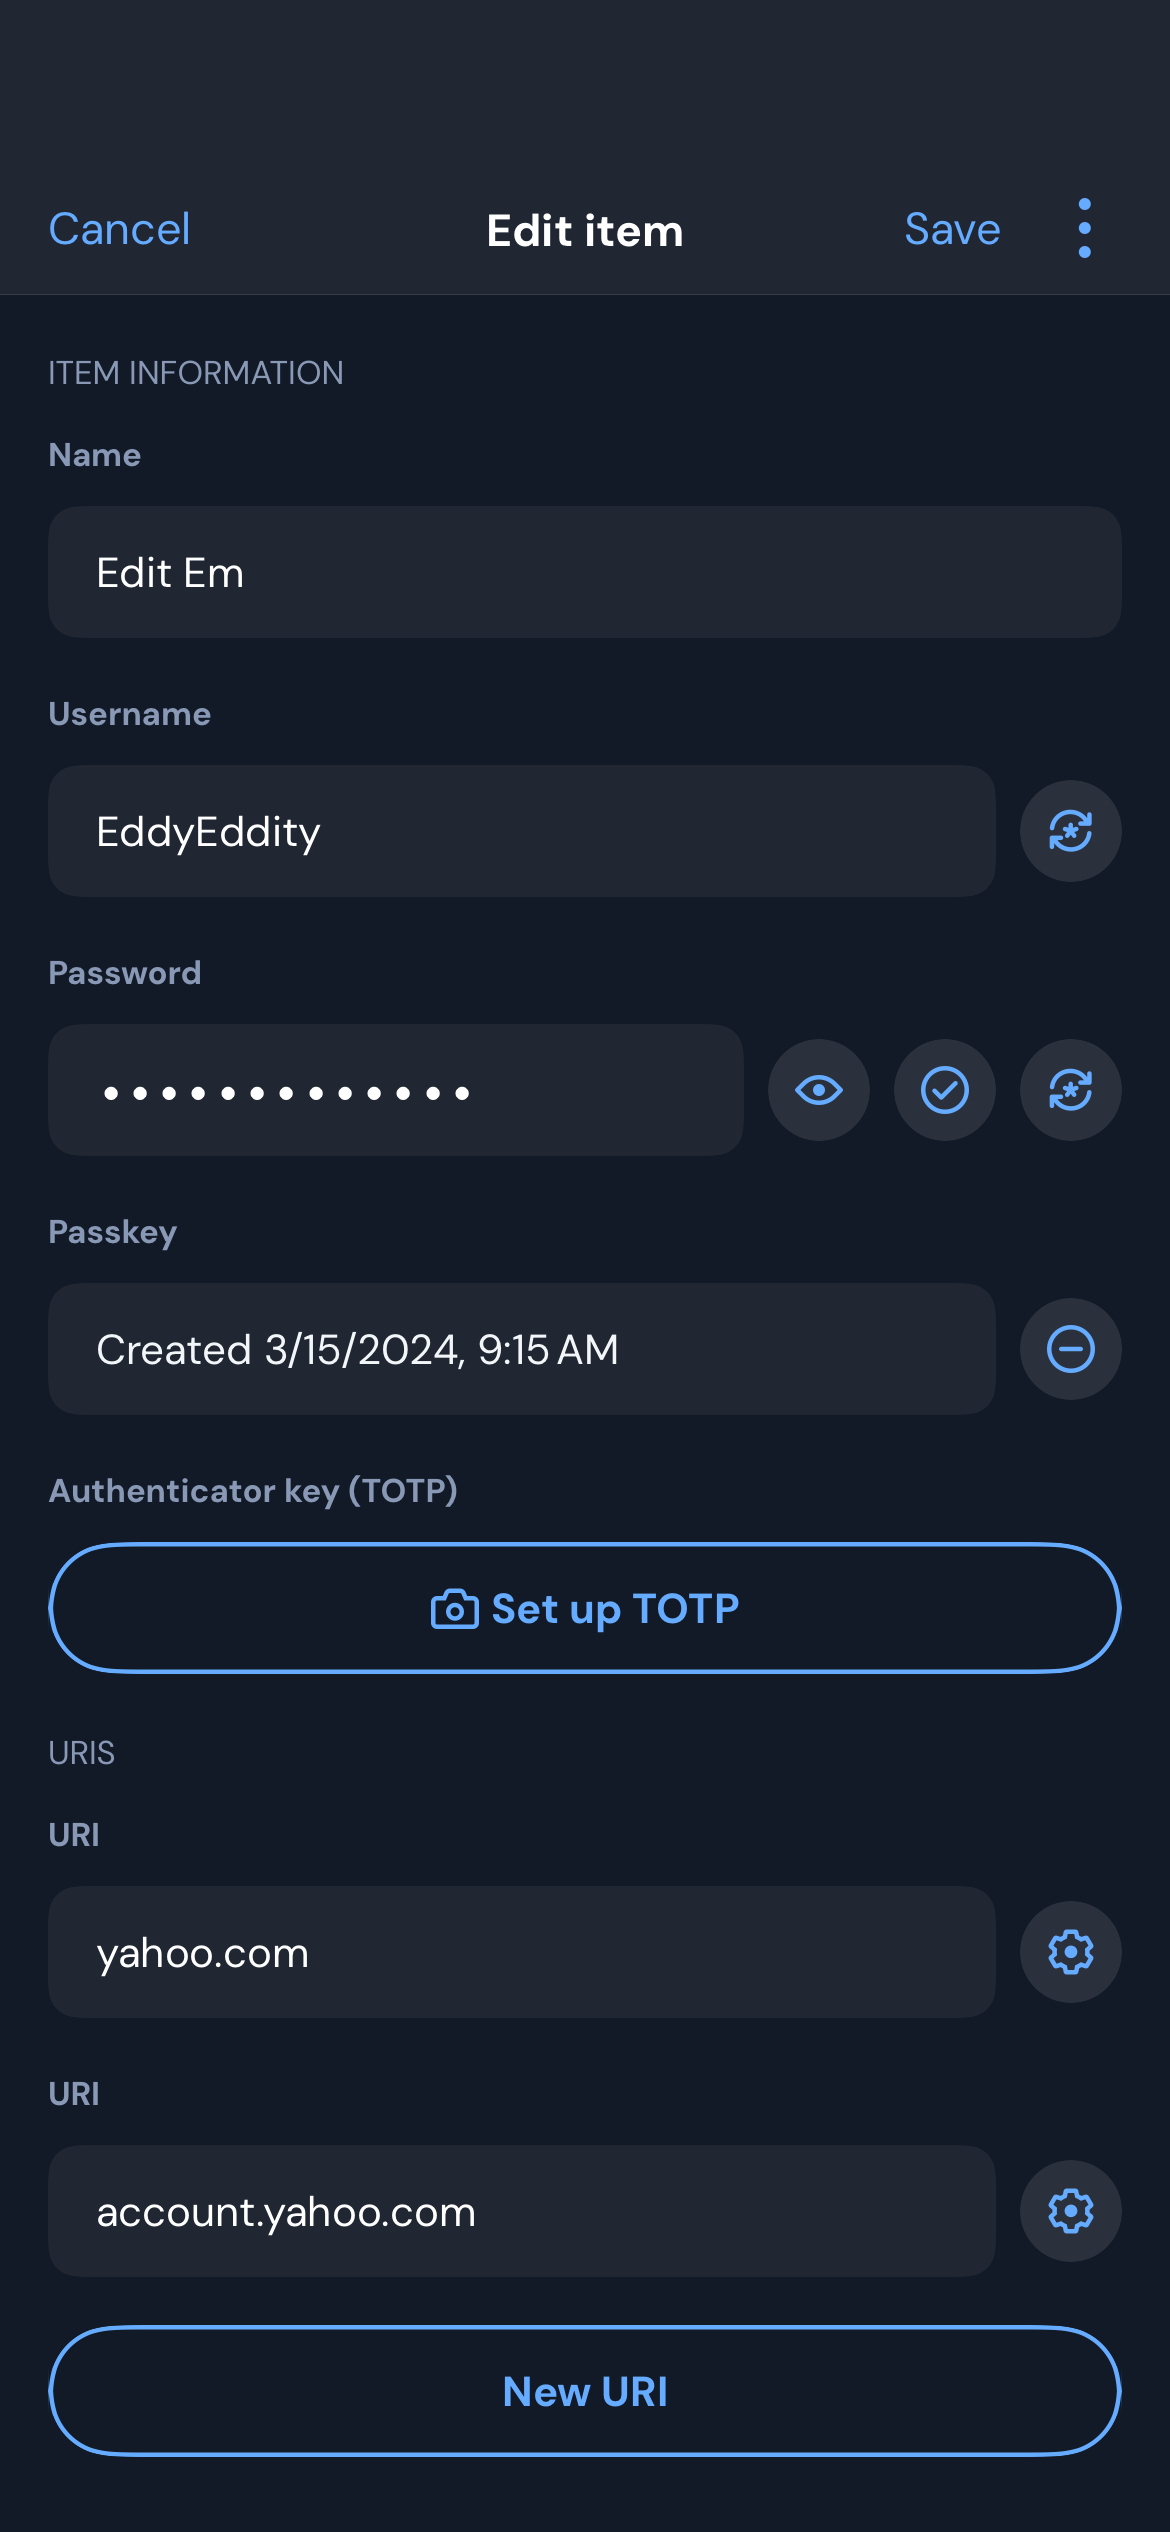 Cancel
Edit item
Save
ITEM INFORMATION
Name
Edit Em
Username
EddyEddity
Password
•••••••••••••
Passkey
Created 3/15/2024, 9:15 AM
Authenticator key (TOTP)
Set up TOTP
URIS
URI
yahoo.com
URI
account.yahoo.com
New URI